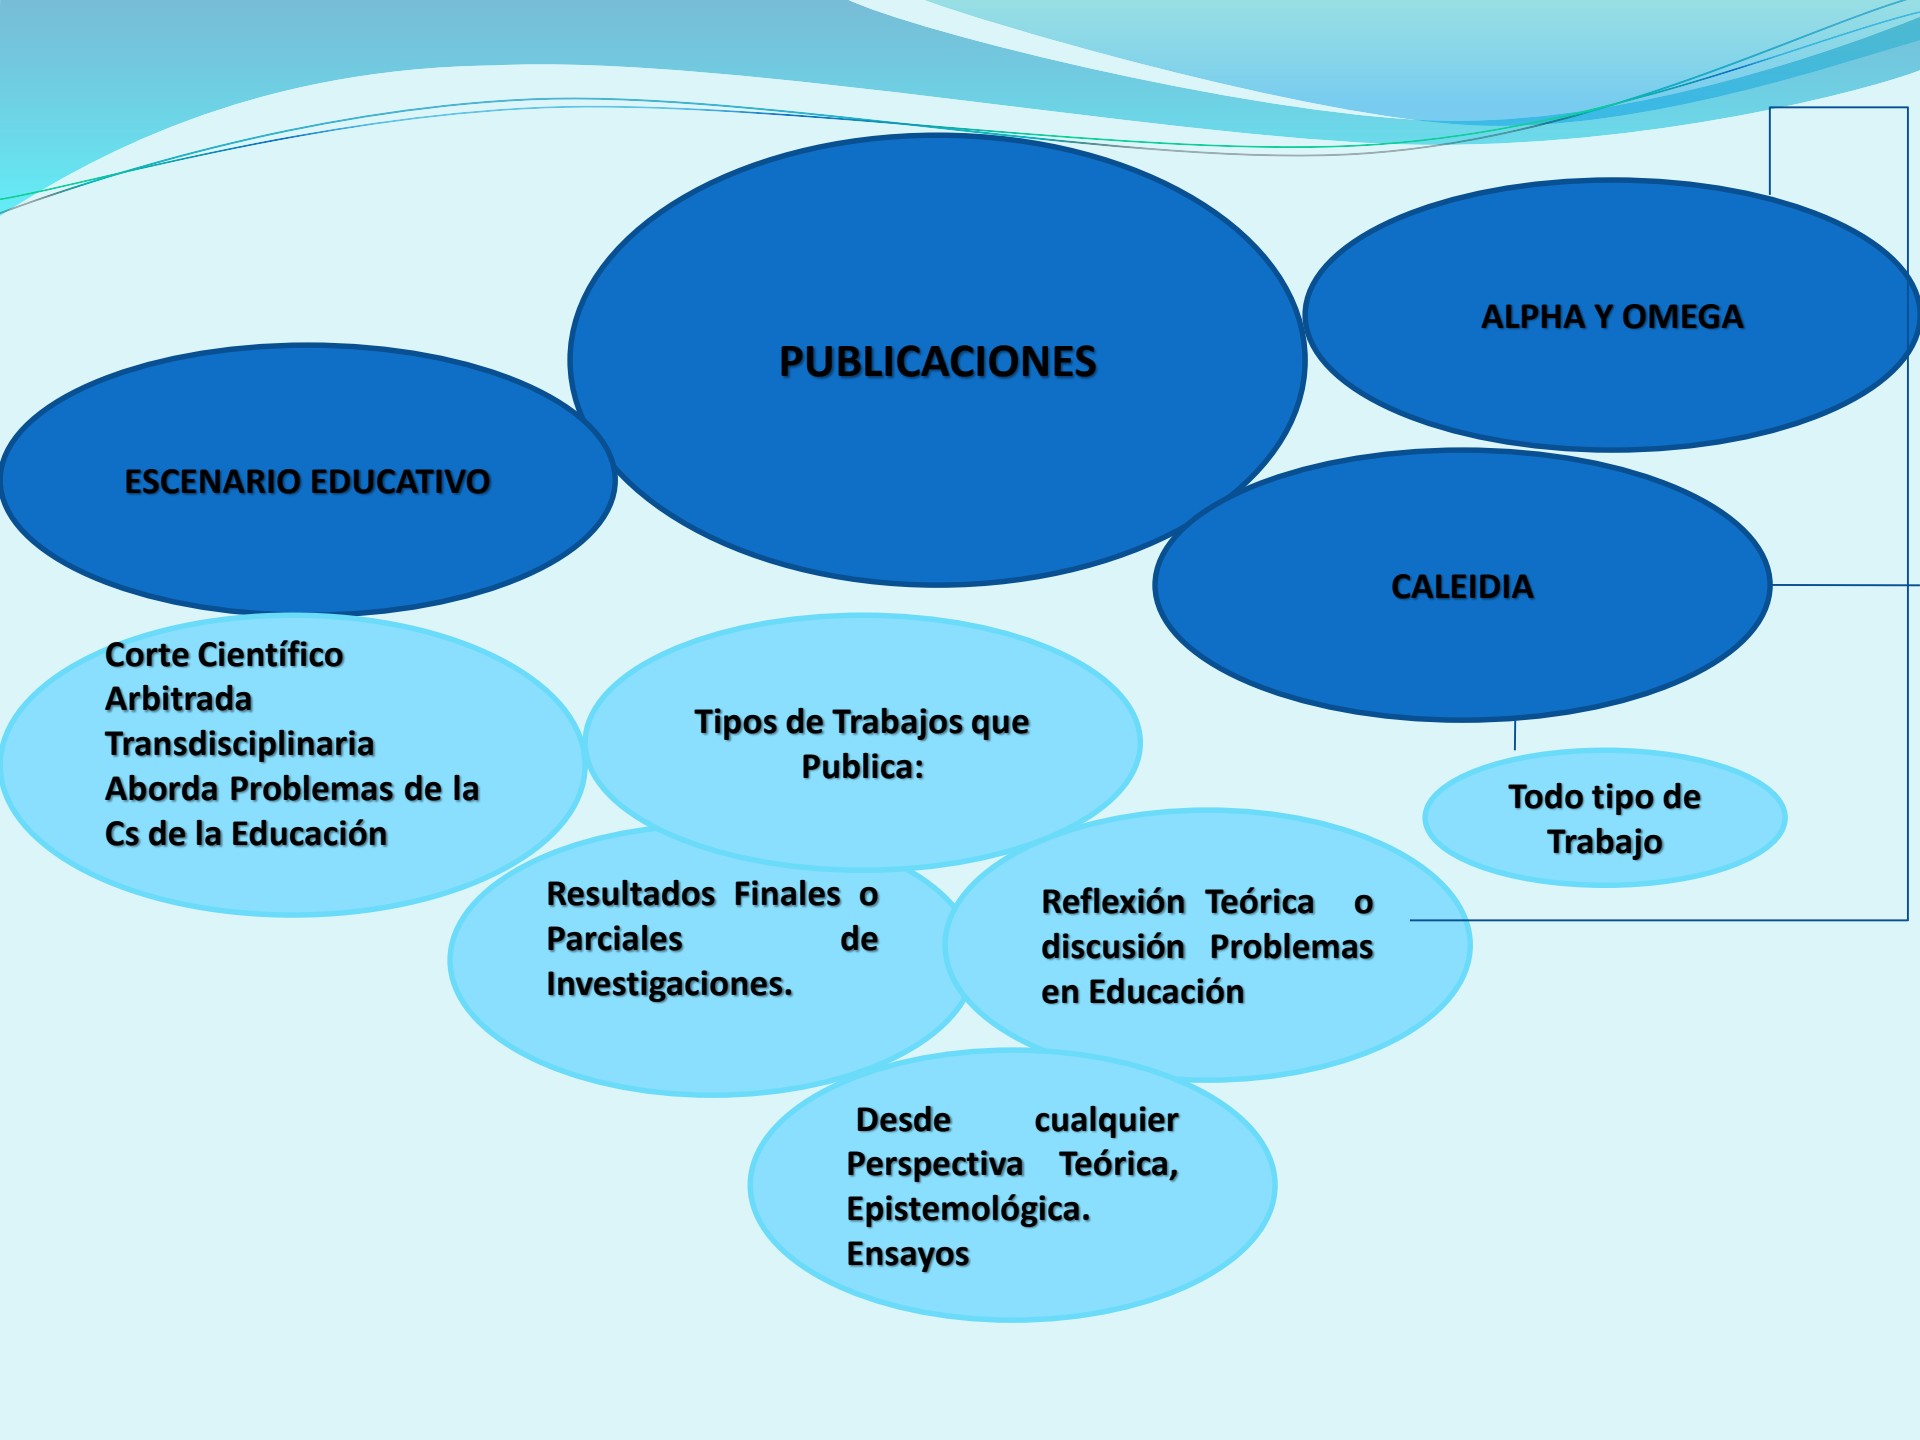 PUBLICACIONES
ALPHA Y OMEGA
ESCENARIO EDUCATIVO
CALEIDIA
Corte Científico
Arbitrada
Transdisciplinaria
Aborda Problemas de la
Cs de la Educación
Tipos de Trabajos que
Publica:
Todo tipo de
Trabajo
Resultados Finales o
Parciales de
Investigaciones.
Reflexión Teórica o
discusión Problemas
en Educación
Desde cualquier
Perspectiva Teórica,
Epistemológica.
Ensayos